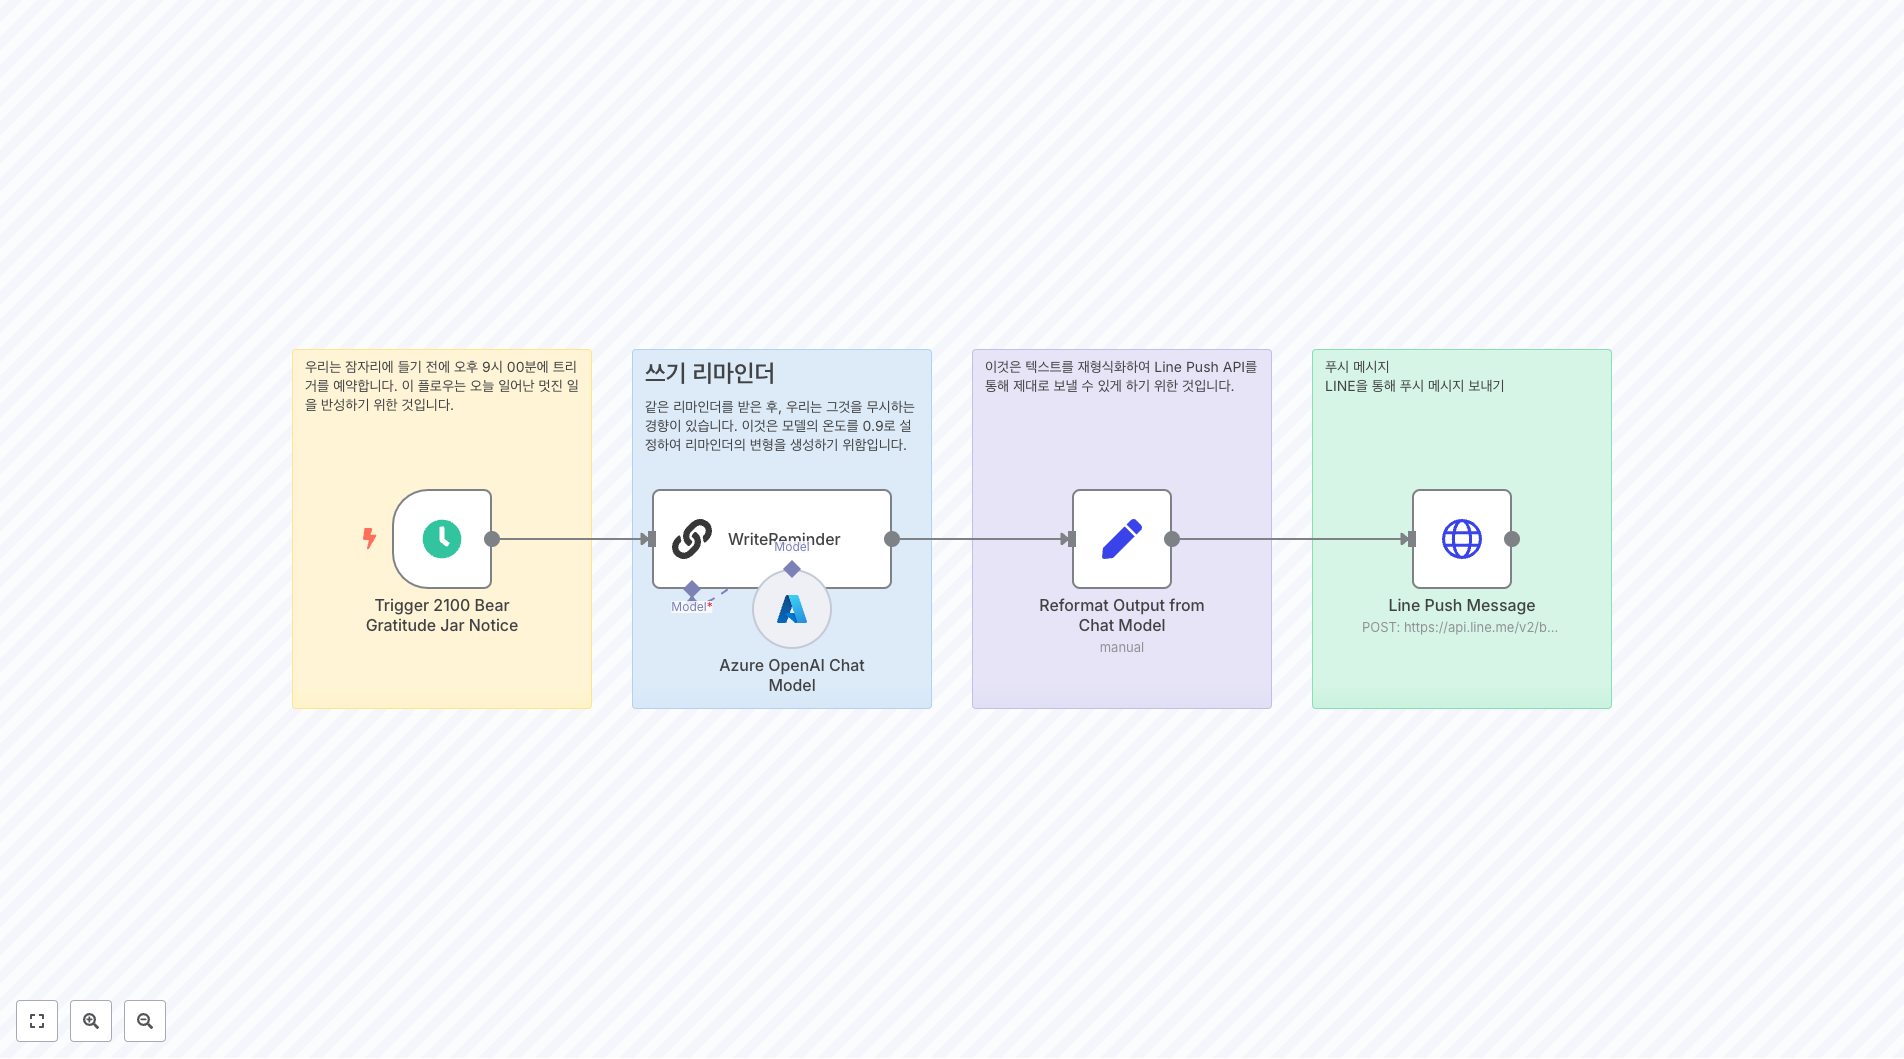 우리는 잠자리에 들기 전에 오후 9시 00분에 트리
거를 예약합니다. 이 플로우는 오늘 일어난 멋진 일
을 반성하기 위한 것입니다.
Trigger 2100 Bear
Gratitude Jar Notice
쓰기 리마인더
같은 리마인더를 받은 후, 우리는 그것을 무시하는
경향이 있습니다. 이것은 모델의 온도를 0.9로 설
정하여 리마인더의 변형을 생성하기 위함입니다.
WriteReminder
Model
Model*
Azure OpenAI Chat
Model
이것은 텍스트를 재형식화하여 Line Push API를
통해 제대로 보낼 수 있게 하기 위한 것입니다.
Reformat Output from
Chat Model
manual
푸시 메시지
LINE을 통해 푸시 메시지 보내기
Line Push Message
POST: https://api.line.me/v2/b...